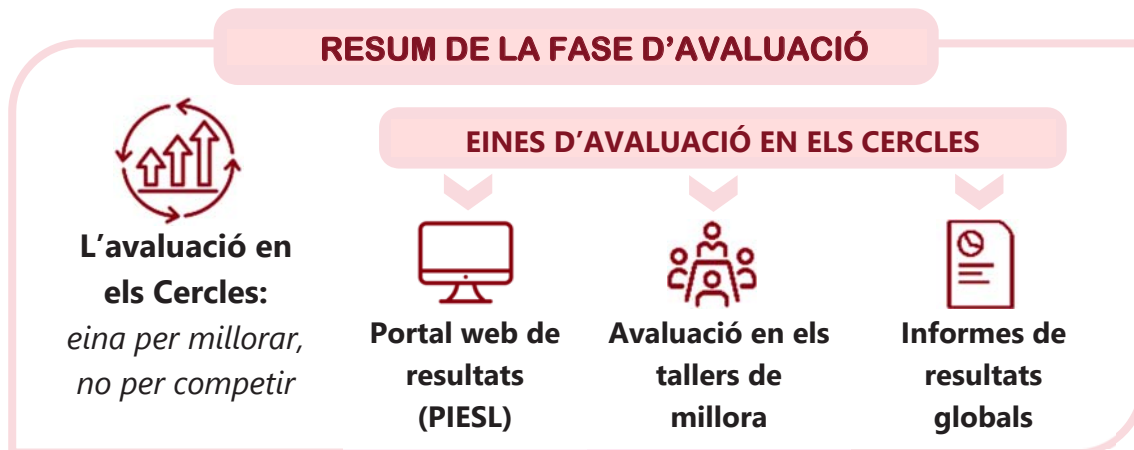 RESUM DE LA FASE D’AVALUACIÓ
L’avaluació en
els Cercles:
eina per millorar,
no per competir
EINES D’AVALUACIÓ EN ELS CERCLES
Portal web de
resultats
(PIESL)
Avaluació en els
tallers de
millora
Informes de
resultats
globals